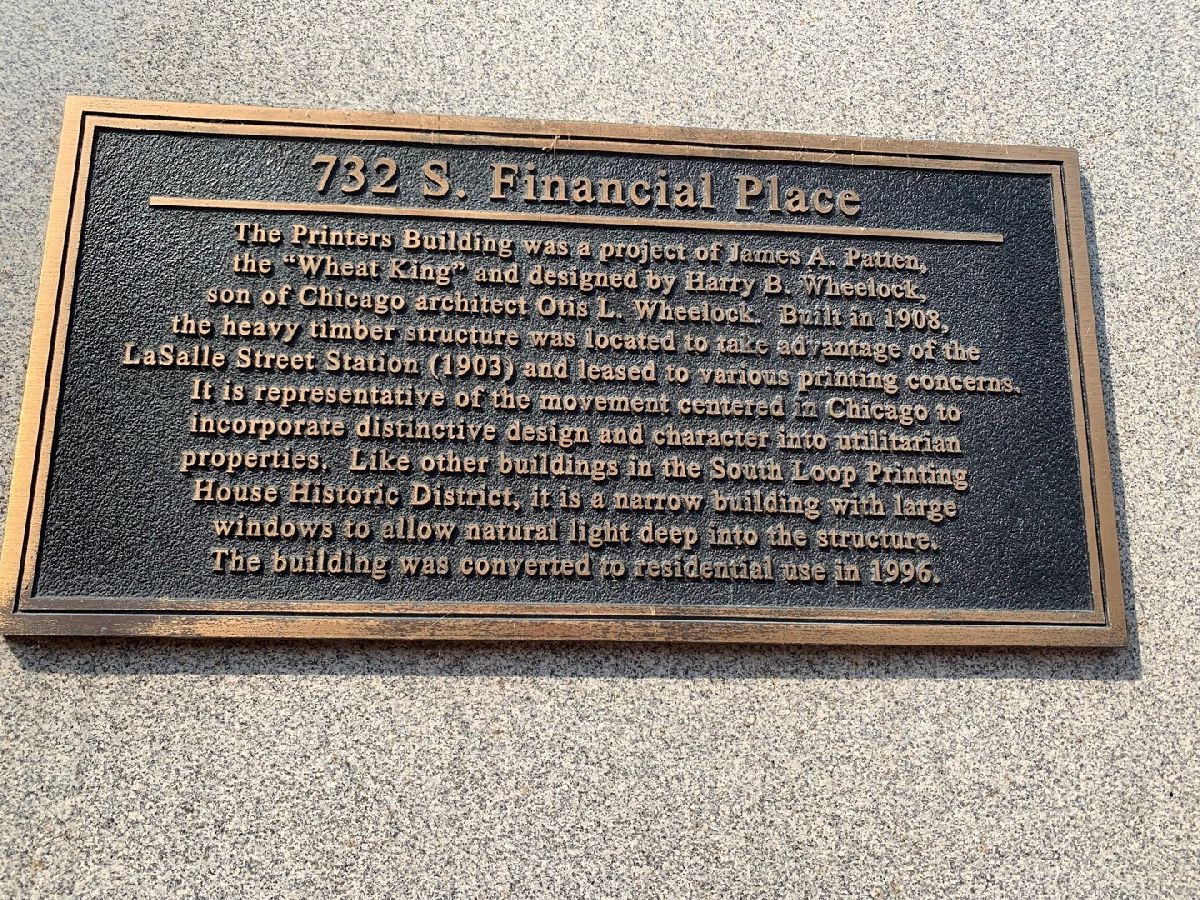 732 S. Financial Place
The Printers Building was a project of James A. Patten,
the “Wheat King” and designed by Harry B. Wheelock,
son of Chicago architect Otis L. Wheelock.  Built in 1908,
the heavy timber structure was located to take advantage of the
LaSalle Street Station (1903) and leased to various printing concerns.
It is representative of the movement centered in Chicago to
incorporate distinctive design and character into utilitarian
properties.  Like other buildings in the South Loop Printing
House Historic District, it is a narrow building with large
windows to allow natural light deep into the structure.
The building was converted to residential use in 1996.